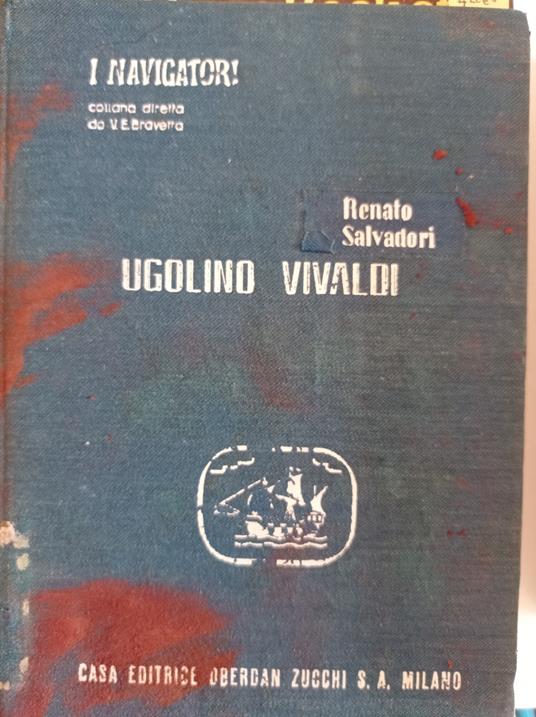 I NAVIGATORI
collana diretta
da V. E. Bravetta
Renato
Salvadori
UGOLINO VIVALDI
CASA EDITRICE OBERDAN ZUCCHI S. A. MILANO